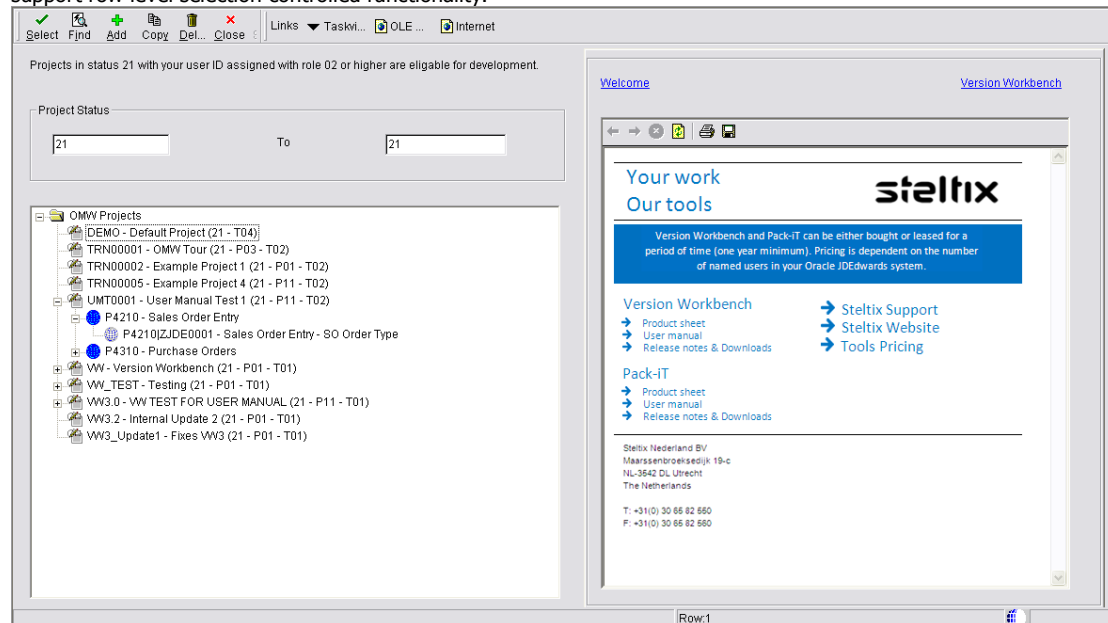 support row-level selection controlled functionality.
Select Find Add Copy Del... Close Links Taskvi... OLE ... Internet
Projects in status 21 with your user ID assigned with role 02 or higher are eligable for development.
Project Status
21 To 21
OMW Projects
DEMO - Default Project (21 - T04)
TRN00001 - OMW Tour (21 - P03 - T02)
TRN00002 - Example Project 1 (21 - P01 - T02)
TRN00005 - Example Project 4 (21 - P11 - T02)
UMT0001 - User Manual Test 1 (21 - P11 - T02)
P4210 - Sales Order Entry
P4210|ZJDE0001 - Sales Order Entry - SO Order Type
P4310 - Purchase Orders
VW - Version Workbench (21 - P01 - T01)
VW_TEST - Testing (21 - P01 - T01)
VW3.0 - VW TEST FOR USER MANUAL (21 - P11 - T01)
VW3.2 - Internal Update 2 (21 - P01 - T01)
VW3_Update1 - Fixes VW3 (21 - P01 - T01)
Welcome Version Workbench
Your work
Our tools
steltix
Version Workbench and Pack-iT can be either bought or leased for a
period of time (one year minimum). Pricing is dependent on the number
of named users in your Oracle JDEdwards system.
Version Workbench
Product sheet
User manual
Release notes & Downloads
Steltix Support
Steltix Website
Tools Pricing
Pack-iT
Product sheet
User manual
Release notes & Downloads
Steltix Nederland BV
Maarssenbroeksedijk 19-c
NL-3542 DL Utrecht
The Netherlands
T: +31(0) 30 65 82 550
F: +31(0) 30 65 82 560
Row:1